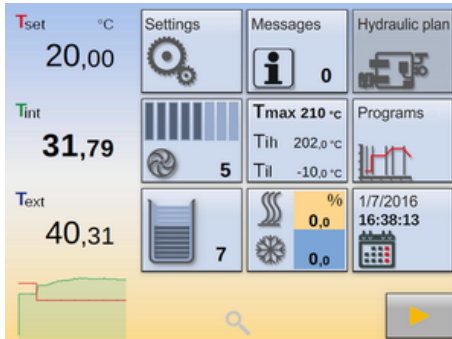 Tset °C
20,00
Tint
31,79
Text
40,31
Settings
Messages
0
Hydraulic plan
5
Tmax 210 °C
Tih 202,0 °C
Til -10,0 °C
Programs
7
%
0,0
0,0
1/7/2016
16:38:13